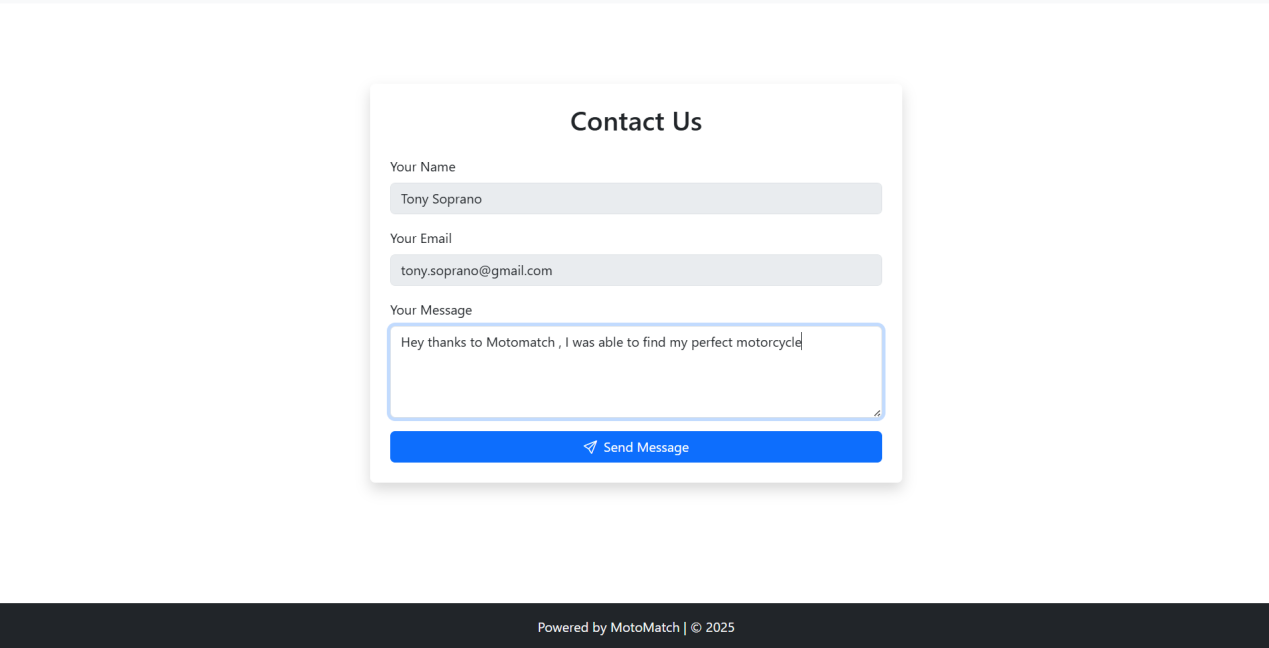 Contact Us
Your Name
Tony Soprano
Your Email
tony.soprano@gmail.com
Your Message
Hey thanks to Motomatch , I was able to find my perfect motorcycle
Send Message
Powered by MotoMatch | © 2025